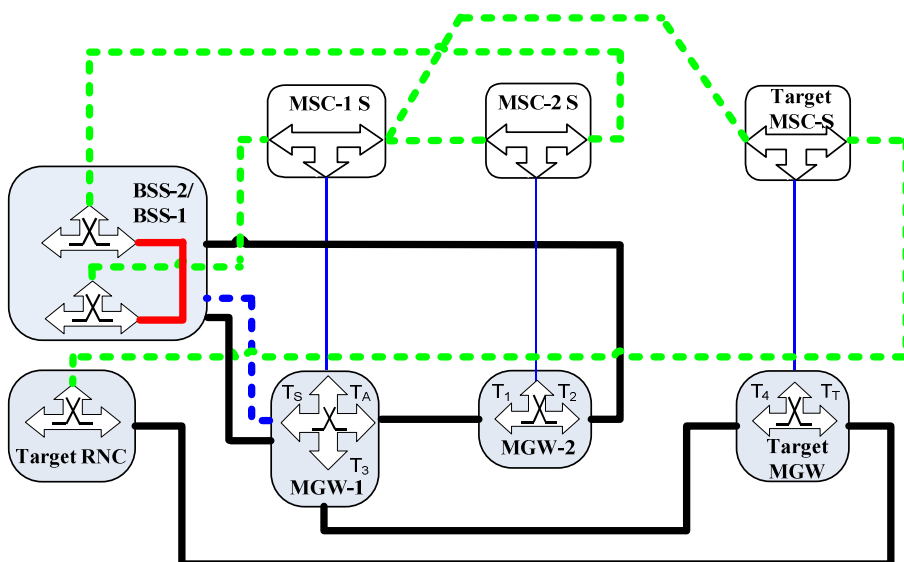 MSC-1 S
MSC-2 S
Target
MSC-S
BSS-2/
BSS-1
Target RNC
TS
TA
T3
MGW-1
T1
T2
MGW-2
T4
TT
Target
MGW